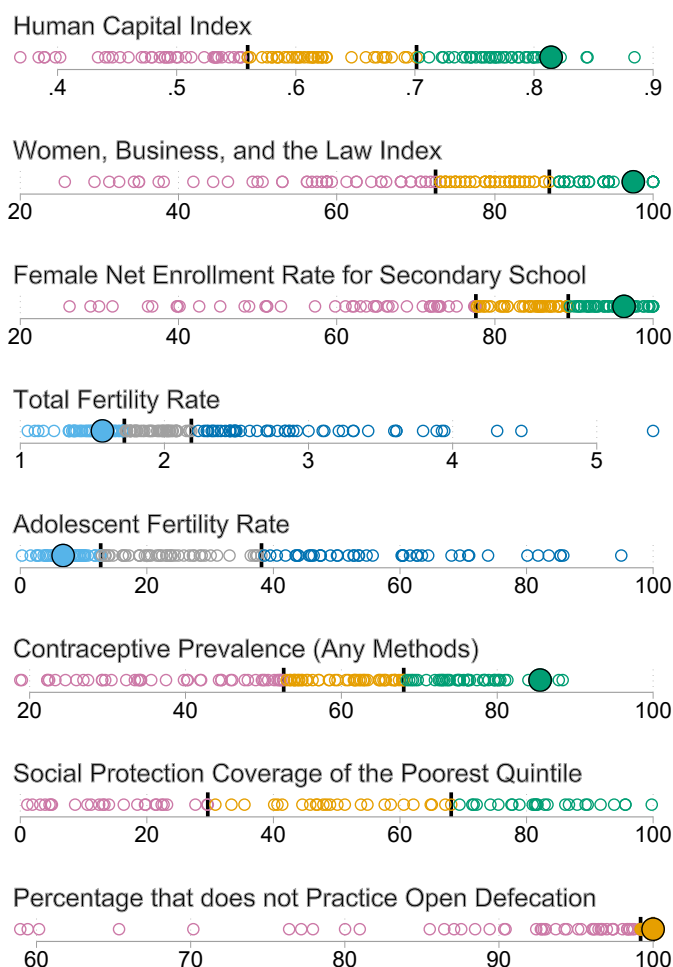 Human Capital Index
.4 .5 .6 .7 .8 .9
Women, Business, and the Law Index
20 40 60 80 100
Female Net Enrollment Rate for Secondary School
20 40 60 80 100
Total Fertility Rate
1 2 3 4 5
Adolescent Fertility Rate
0 20 40 60 80 100
Contraceptive Prevalence (Any Methods)
20 40 60 80 100
Social Protection Coverage of the Poorest Quintile
0 20 40 60 80 100
Percentage that does not Practice Open Defecation
60 70 80 90 100